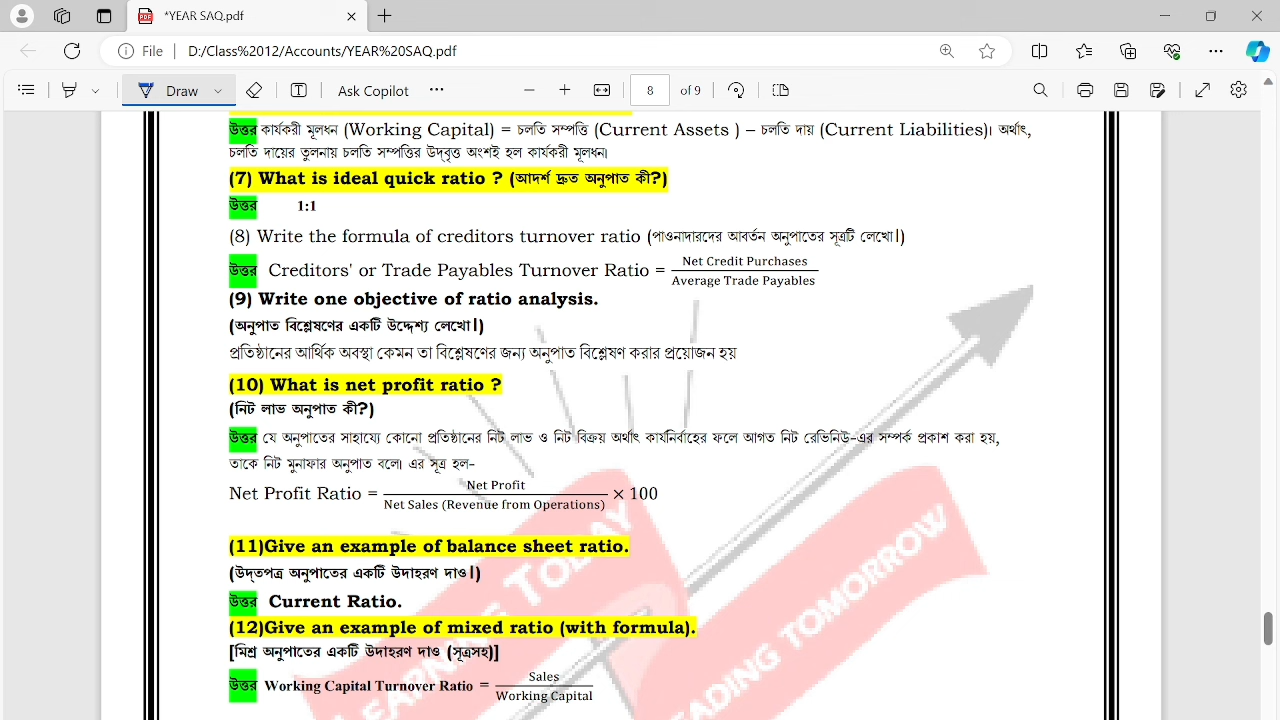 *YEAR SAQ.pdf
File | D:/Class%2012/Accounts/YEAR%20SAQ.pdf
Draw Ask Copilot 8 of 9
উত্তর কার্যকরী মূলধন (Working Capital) = চলতি সম্পত্তি (Current Assets ) – চলতি দায় (Current Liabilities)। অর্থাৎ,
চলতি দায়ের তুলনায় চলতি সম্পত্তির উদ্বৃত্ত অংশই হল কার্যকরী মূলধন।
(7) What is ideal quick ratio ? (আদর্শ দ্রুত অনুপাত কী?)
উত্তর 1:1
(8) Write the formula of creditors turnover ratio (পাওনাদারদের আবর্তন অনুপাতের সূত্রটি লেখো।)
উত্তর Creditors' or Trade Payables Turnover Ratio = Net Credit Purchases / Average Trade Payables
(9) Write one objective of ratio analysis.
(অনুপাত বিশ্লেষণের একটি উদ্দেশ্য লেখো।)
প্রতিষ্ঠানের আর্থিক অবস্থা কেমন তা বিশ্লেষণের জন্য অনুপাত বিশ্লেষণ করার প্রয়োজন হয়
(10) What is net profit ratio ?
(নিট লাভ অনুপাত কী?)
উত্তর যে অনুপাতের সাহায্যে কোনো প্রতিষ্ঠানের নিট লাভ ও নিট বিক্রয় অর্থাৎ কার্যনির্বাহের ফলে আগত নিট রেভিনিউ-এর সম্পর্ক প্রকাশ করা হয়,
তাকে নিট মুনাফার অনুপাত বলে। এর সূত্র হল-
Net Profit Ratio = Net Profit / Net Sales (Revenue from Operations) × 100
(11)Give an example of balance sheet ratio.
(উদ্‌তপত্র অনুপাতের একটি উদাহরণ দাও।)
উত্তর Current Ratio.
(12)Give an example of mixed ratio (with formula).
[মিশ্র অনুপাতের একটি উদাহরণ দাও (সূত্রসহ)]
উত্তর Working Capital Turnover Ratio = Sales / Working Capital
LEARNING TODAY
EADING TOMORROW